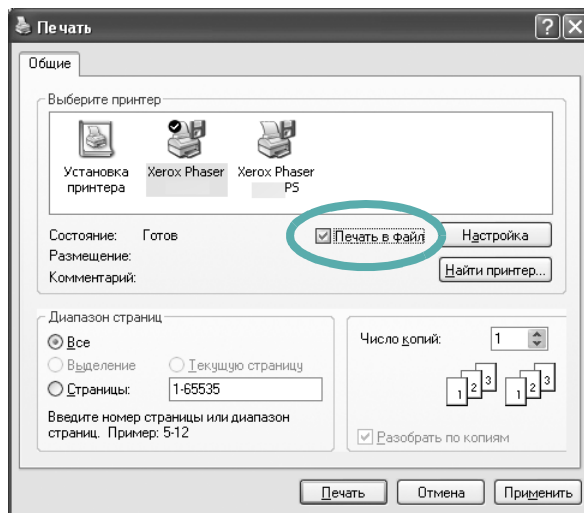 Печать
Общие
Выберите принтер
Установка принтера
Xerox Phaser
Xerox Phaser PS
Состояние: Готов
Печать в файл
Настройка
Размещение:
Найти принтер...
Комментарий:
Диапазон страниц
Все
Выделение
Текущую страницу
Страницы: 1-65535
Введите номер страницы или диапазон
страниц. Пример: 5-12
Число копий: 1
1 2 3 1 2 3
Разобрать по копиям
Печать
Отмена
Применить